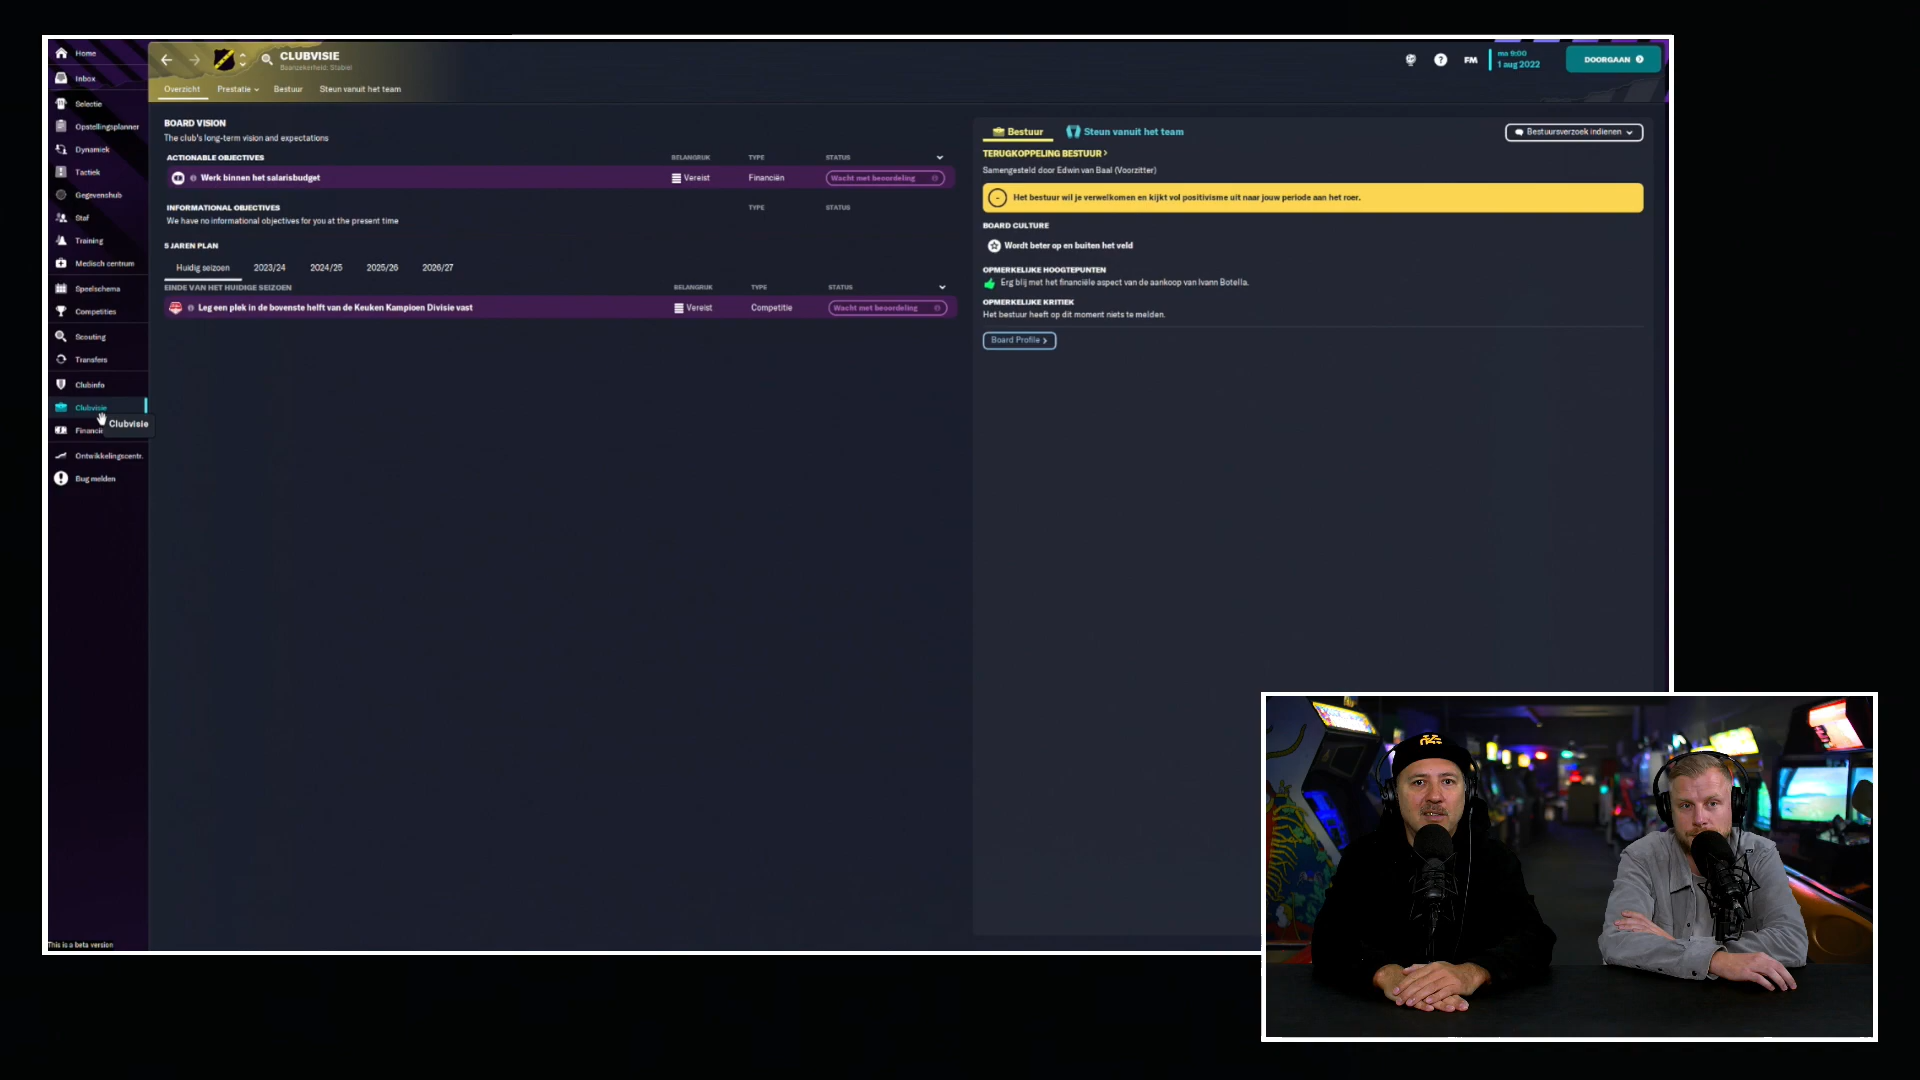 Home
Inbox
Selectie
Opstellingsplanner
Dynamiek
Tactiek
Gegevenshub
Staf
Training
Medisch centrum
Speelschema
Competities
Scouting
Transfers
Clubinfo
Clubvisie
Clubvisie
Ontwikkelingscentr.
Bug melden
This is a beta version
CLUBVISIE
Baanzekerheid: Stabiel
Overzicht Prestatie Bestuur Steun vanuit het team
FM
ma 9:00
1 aug 2022
DOORGAAN
BOARD VISION
The club's long-term vision and expectations
ACTIONABLE OBJECTIVES BELANGRIJK TYPE STATUS
Werk binnen het salarisbudget Vereist Financiën Wacht met beoordeling
INFORMATIONAL OBJECTIVES TYPE STATUS
We have no informational objectives for you at the present time
5 JAREN PLAN
Huidig seizoen 2023/24 2024/25 2025/26 2026/27
EINDE VAN HET HUIDIGE SEIZOEN BELANGRIJK TYPE STATUS
Leg een plek in de bovenste helft van de Keuken Kampioen Divisie vast Vereist Competitie Wacht met beoordeling
Bestuur Steun vanuit het team Bestuursverzoek indienen
TERUGKOPPELING BESTUUR >
Samengesteld door Edwin van Baal (Voorzitter)
Het bestuur wil je verwelkomen en kijkt vol positivisme uit naar jouw periode aan het roer.
BOARD CULTURE
Wordt beter op en buiten het veld
OPMERKELIJKE HOOGTEPUNTEN
Erg blij met het financiële aspect van de aankoop van Ivann Botella.
OPMERKELIJKE KRITIEK
Het bestuur heeft op dit moment niets te melden.
Board Profile >